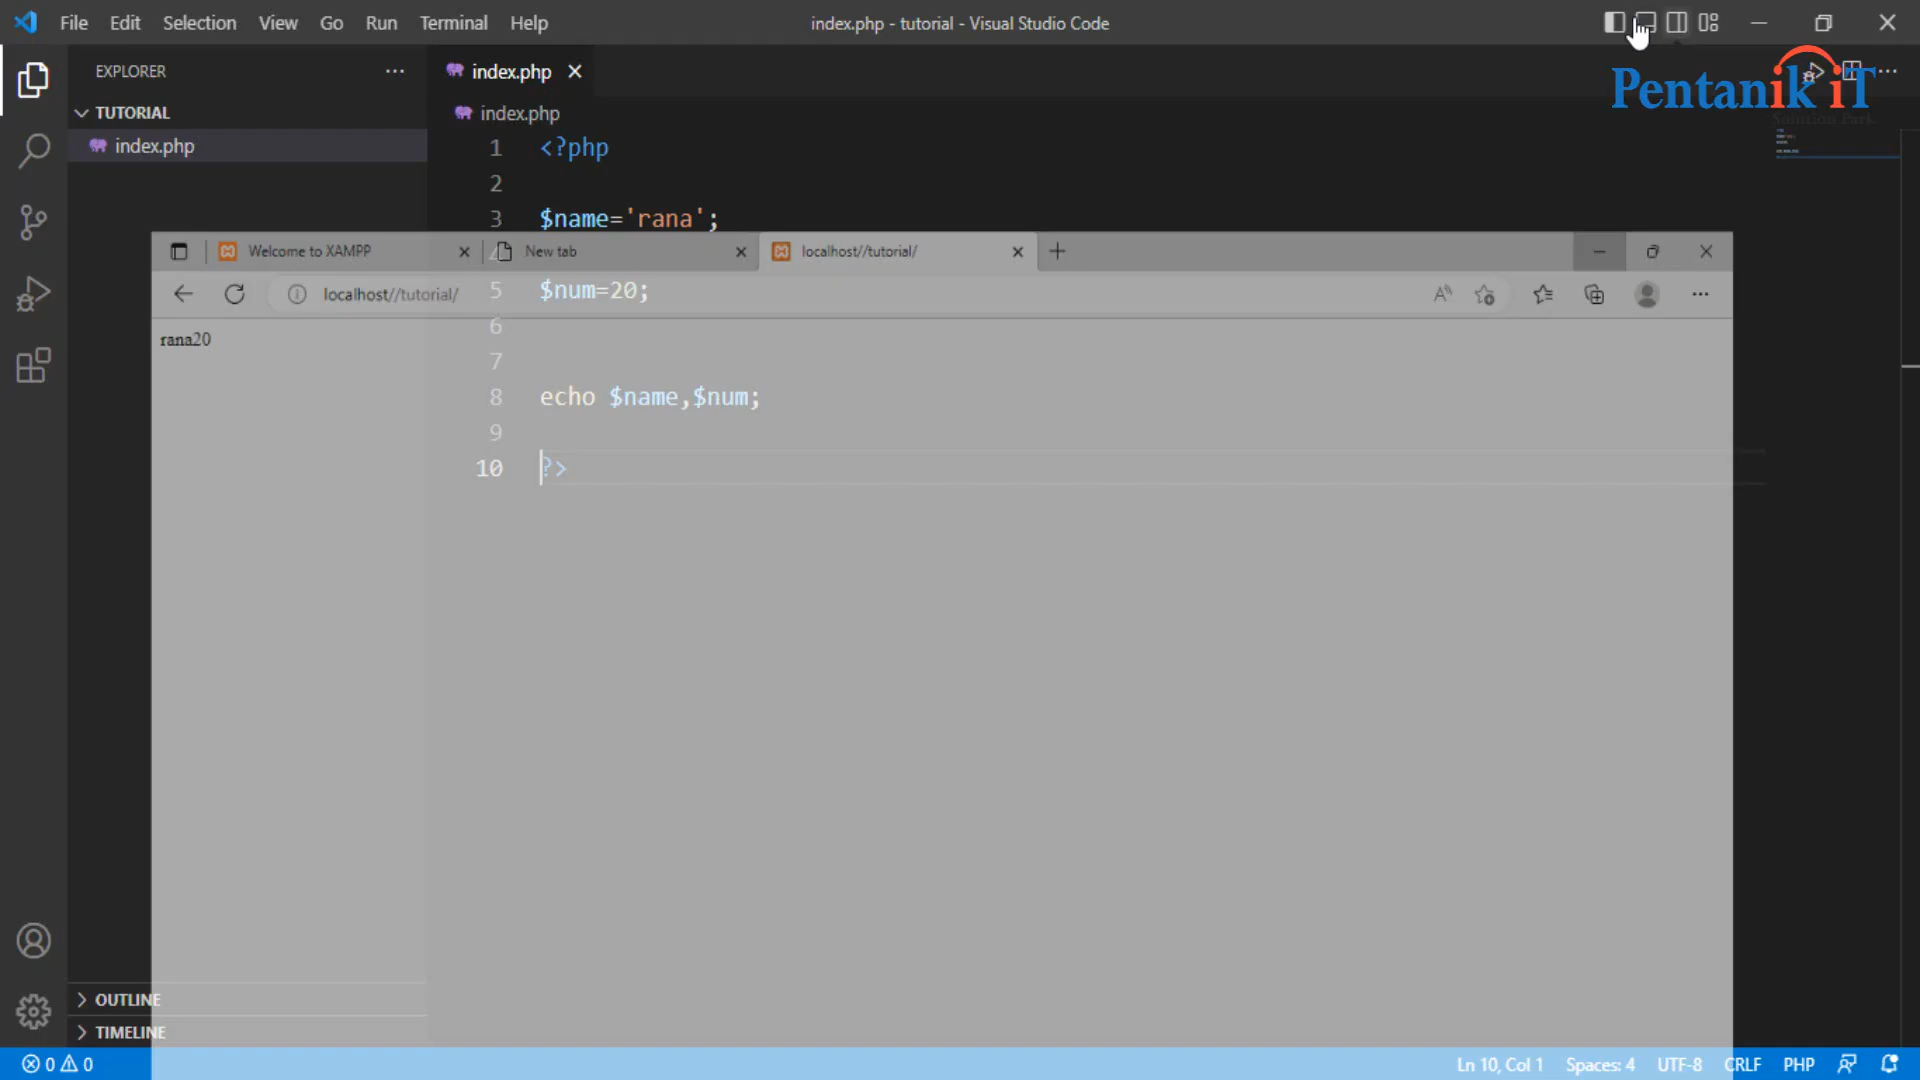 File Edit Selection View Go Run Terminal Help
index.php - tutorial - Visual Studio Code
Pentanik iT
Solution Park
EXPLORER
TUTORIAL
index.php
index.php
index.php
1 <?php
2
3 $name='rana';
Welcome to XAMPP
New tab
localhost//tutorial/
localhost//tutorial/
5 $num=20;
6
rana20
7
8 echo $name,$num;
9
10 ?>
OUTLINE
TIMELINE
0 0
Ln 10, Col 1 Spaces: 4 UTF-8 CRLF PHP